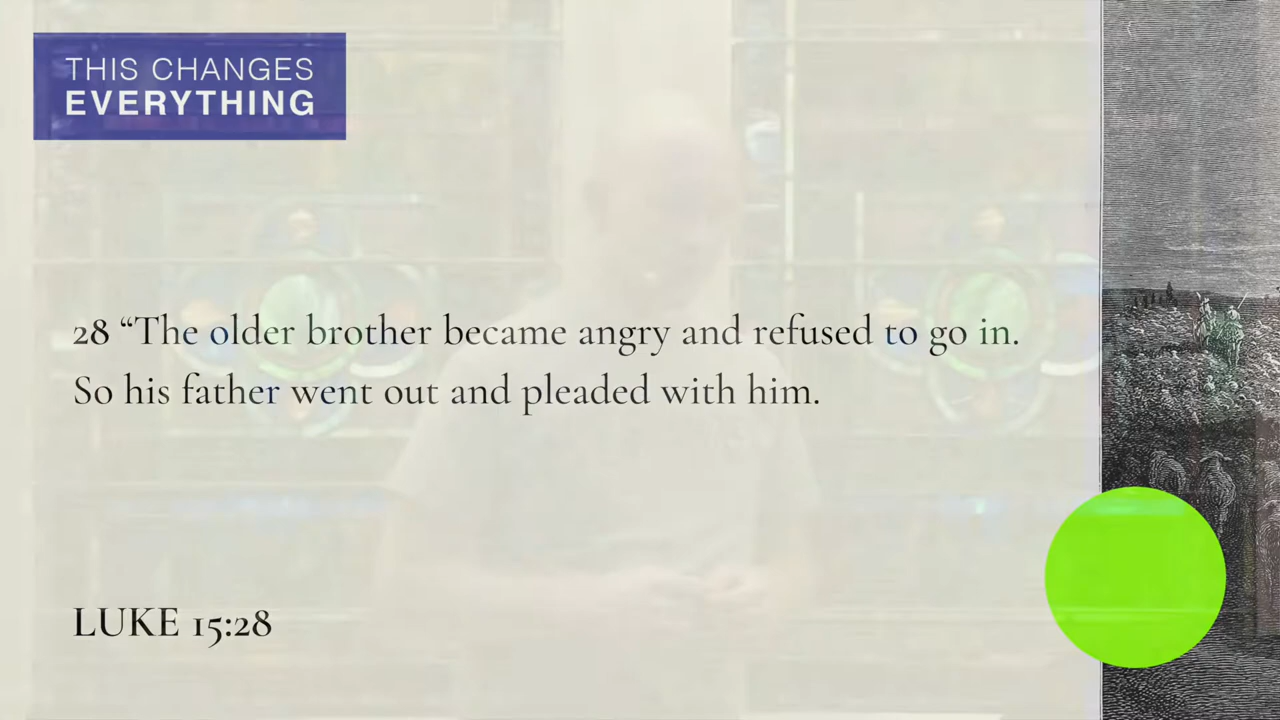 THIS CHANGES
EVERYTHING
28 “The older brother became angry and refused to go in.
So his father went out and pleaded with him.
LUKE 15:28